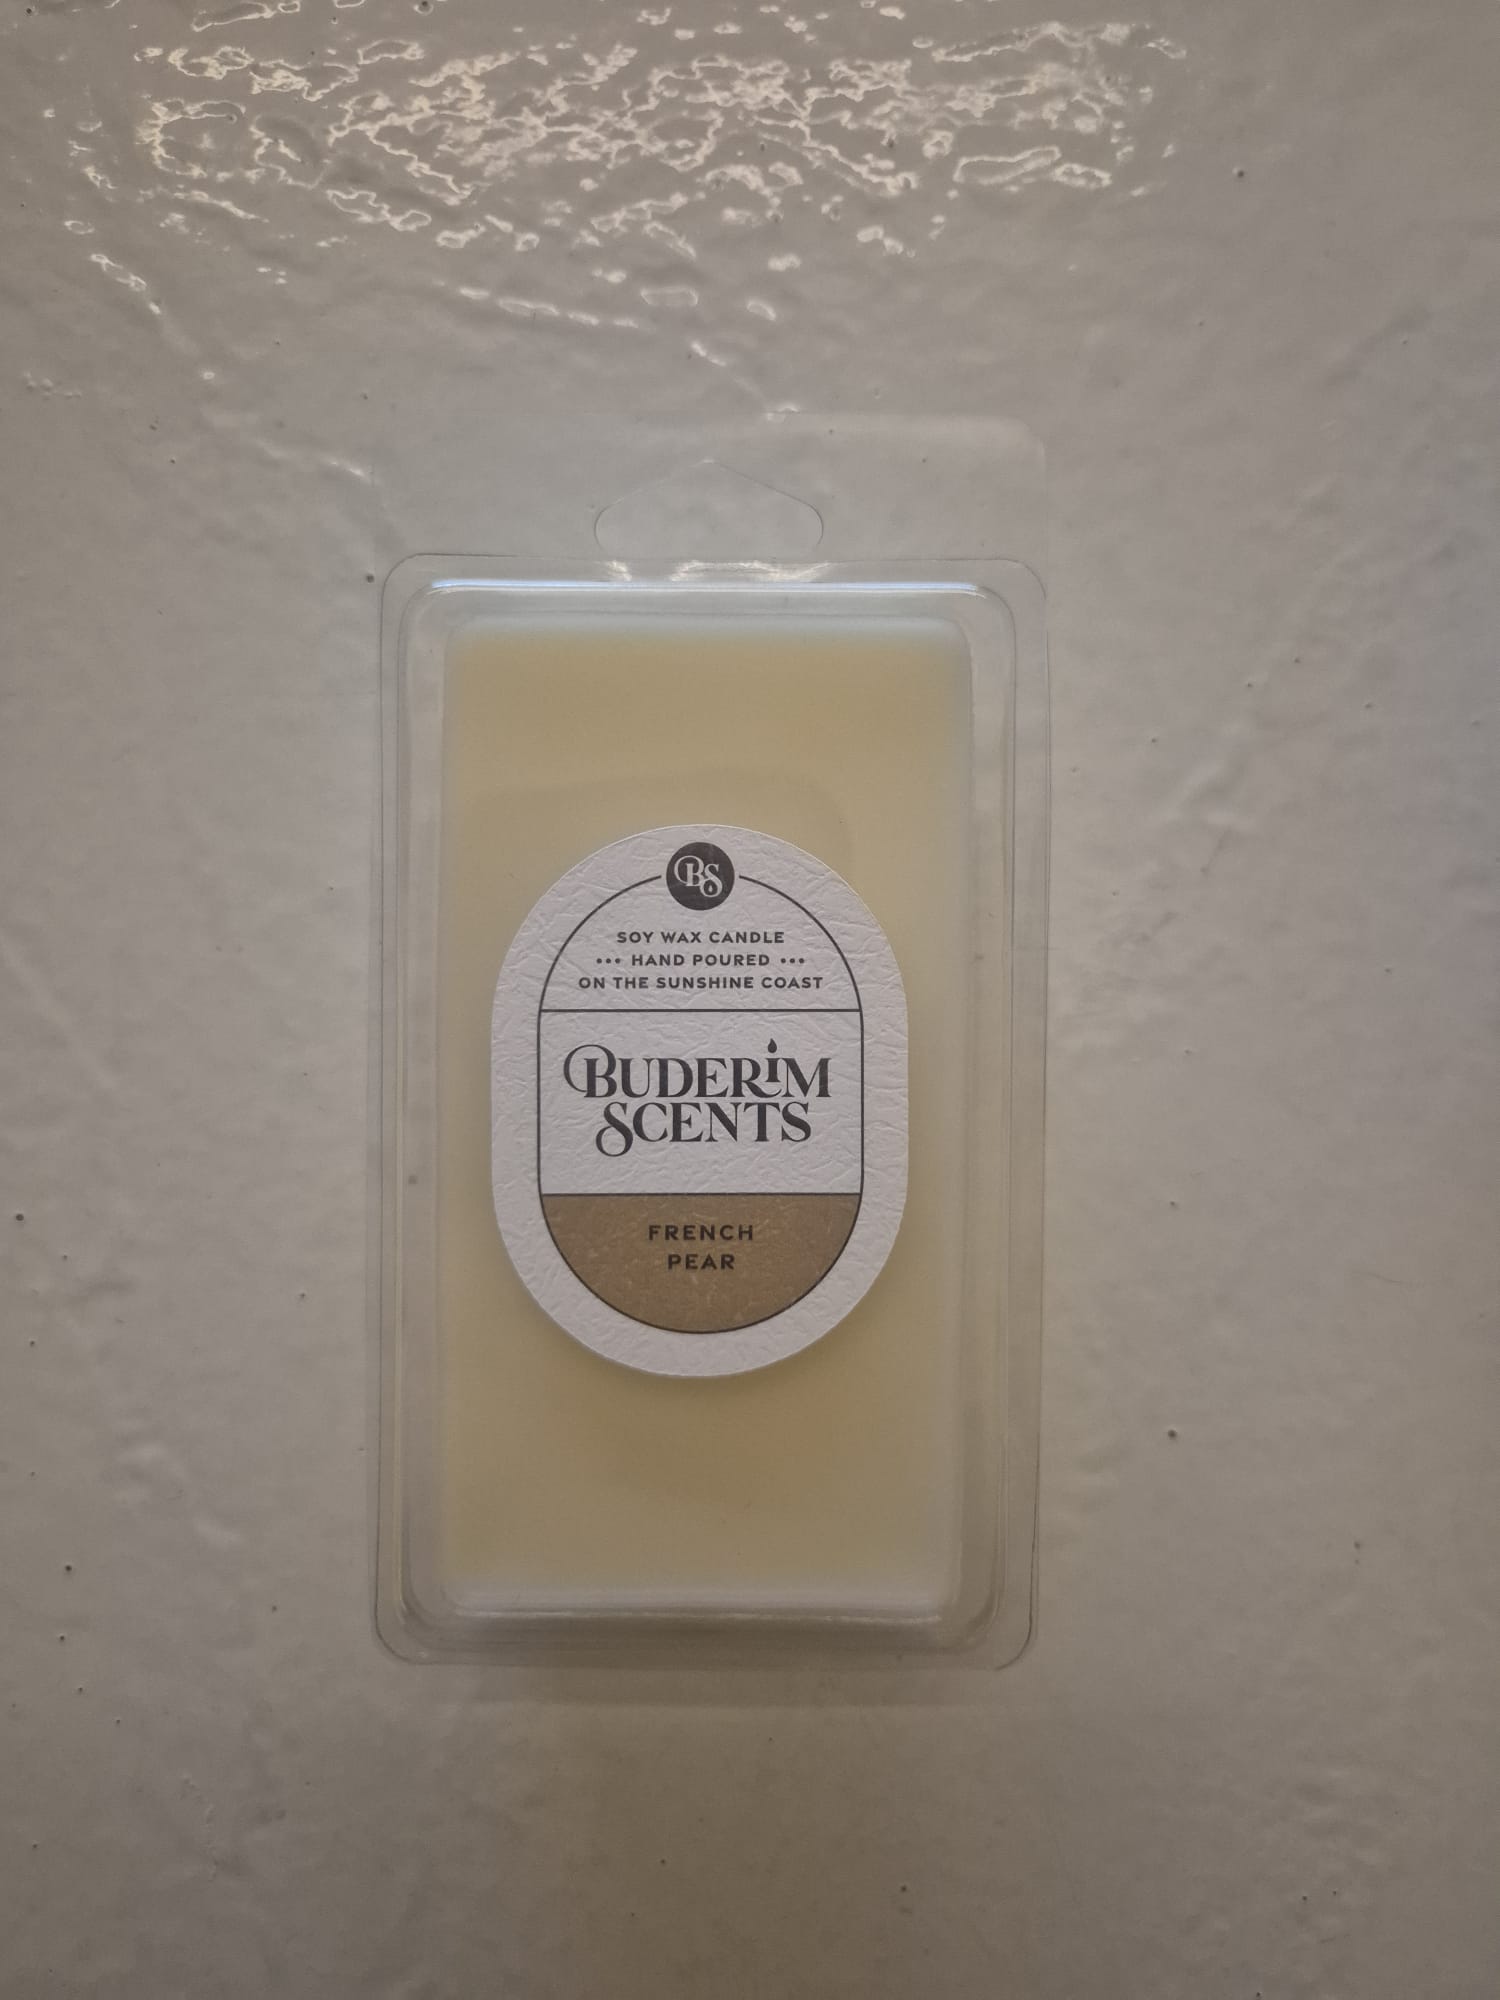 BS
SOY WAX CANDLE
••• HAND POURED •••
ON THE SUNSHINE COAST
BUDERIM
SCENTS
FRENCH
PEAR